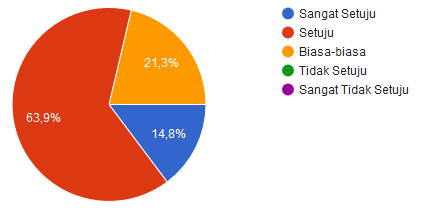 Sangat Setuju
Setuju
Biasa-biasa
Tidak Setuju
Sangat Tidak Setuju
21,3%
63,9%
14,8%